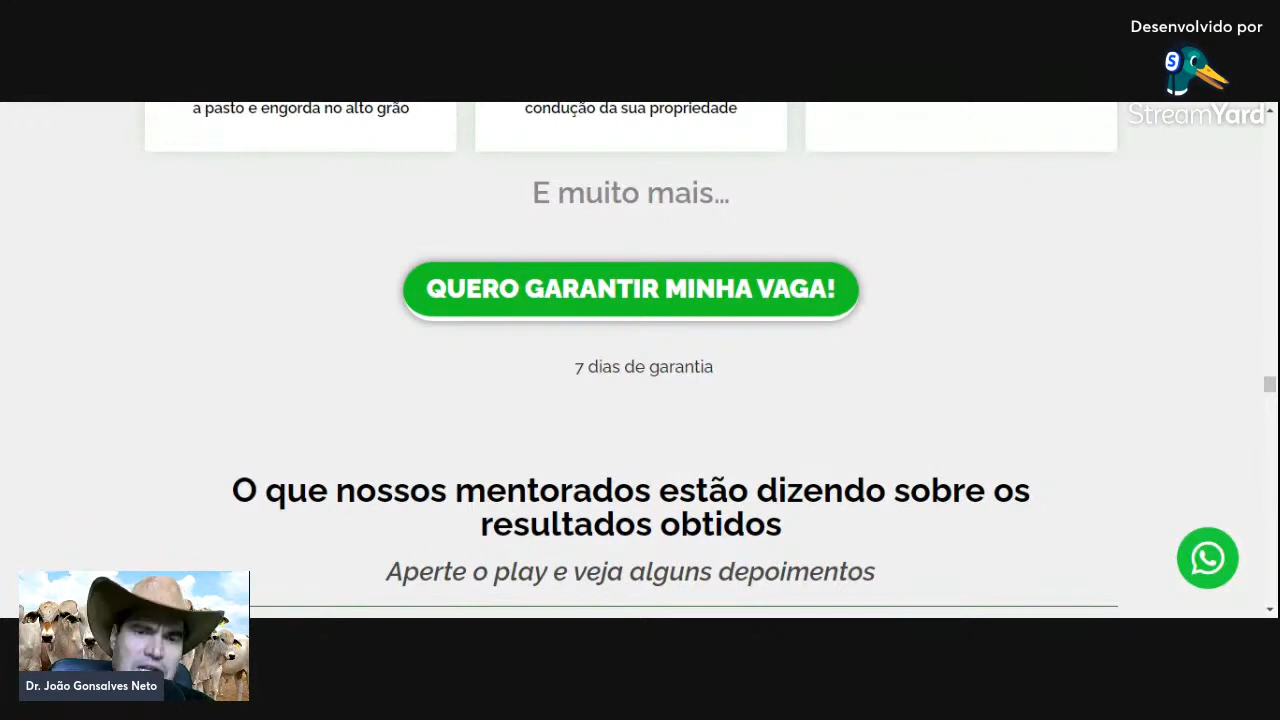 Desenvolvido por
S
StreamYard
a pasto e engorda no alto grão
condução da sua propriedade
E muito mais...
QUERO GARANTIR MINHA VAGA!
7 dias de garantia
O que nossos mentorados estão dizendo sobre os
resultados obtidos
Aperte o play e veja alguns depoimentos
Dr. João Gonsalves Neto